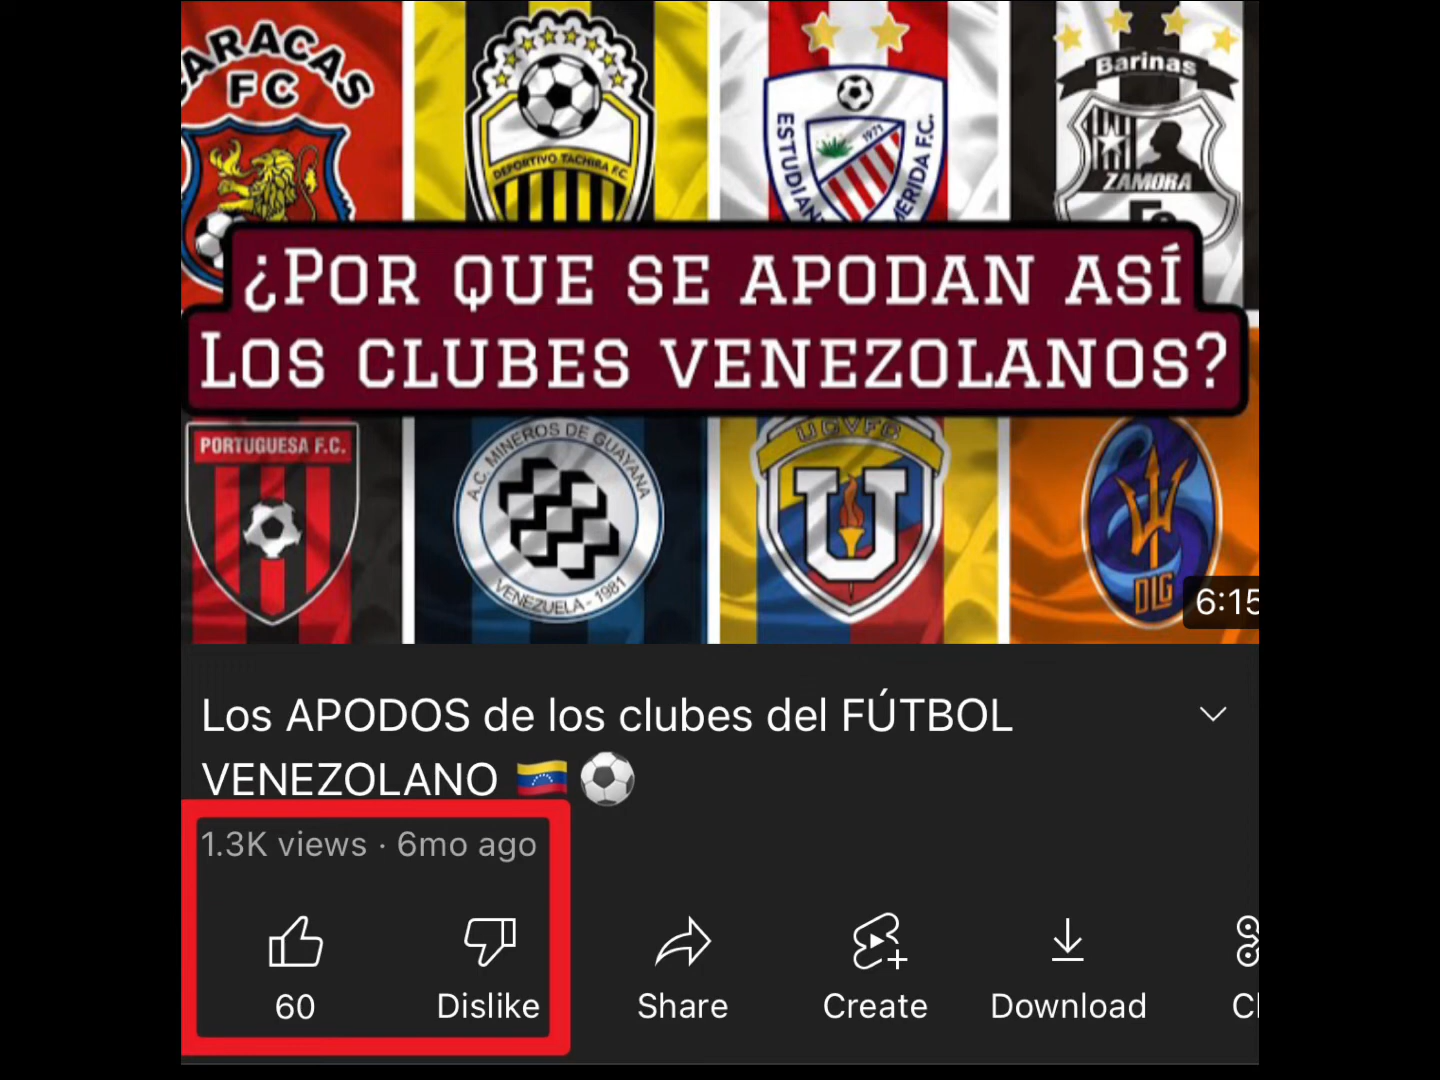 CARACAS
FC
DEPORTIVO TACHIRA F.C.
1971
MERIDA F.C.
Barinas
ZAMORA
Fc
¿POR QUE SE APODAN ASÍ
LOS CLUBES VENEZOLANOS?
PORTUGUESA F.C.
A.C. MINEROS DE GUAYANA
VENEZUELA - 1981
UCVFC
U
DLG
6:15
Los APODOS de los clubes del FÚTBOL
VENEZOLANO 🇻🇪 ⚽
1.3K views · 6mo ago
60
Dislike
Share
Create
Download